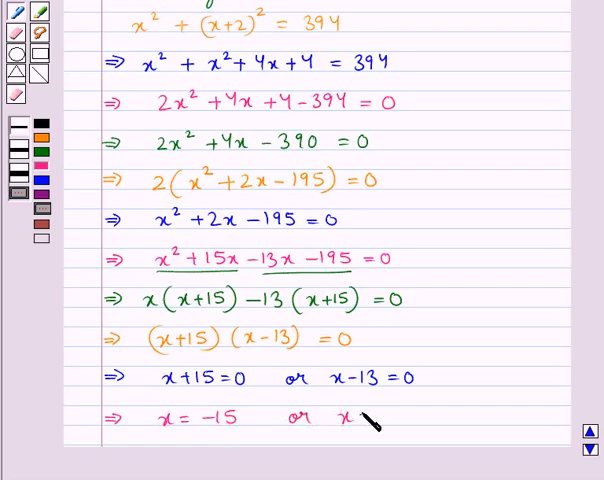 x² + (x+2)² = 394
⇒ x² + x² + 4x + 4 = 394
⇒ 2x² + 4x + 4 - 394 = 0
⇒ 2x² + 4x - 390 = 0
⇒ 2(x² + 2x - 195) = 0
⇒ x² + 2x - 195 = 0
⇒ x² + 15x - 13x - 195 = 0
⇒ x(x+15) - 13(x+15) = 0
⇒ (x+15) (x-13) = 0
⇒ x+15 = 0 or x-13 = 0
⇒ x = -15 or x